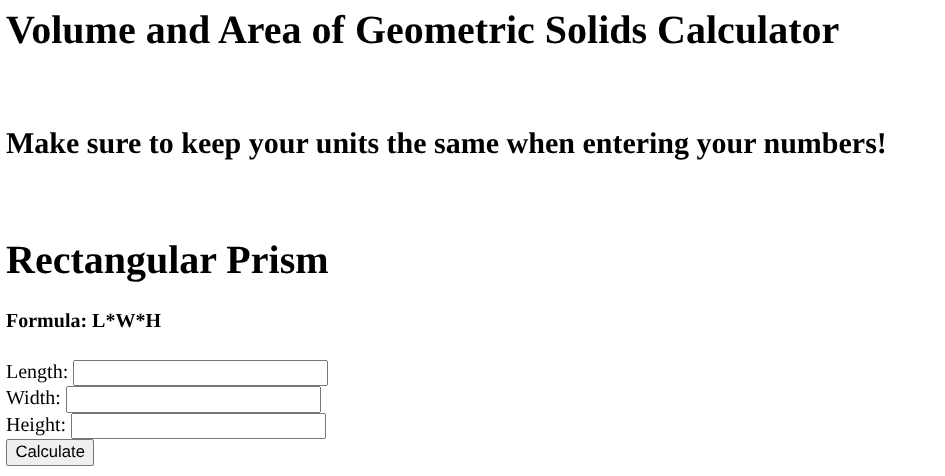 Volume and Area of Geometric Solids Calculator
Make sure to keep your units the same when entering your numbers!
Rectangular Prism
Formula: L*W*H
Length:
Width:
Height:
Calculate